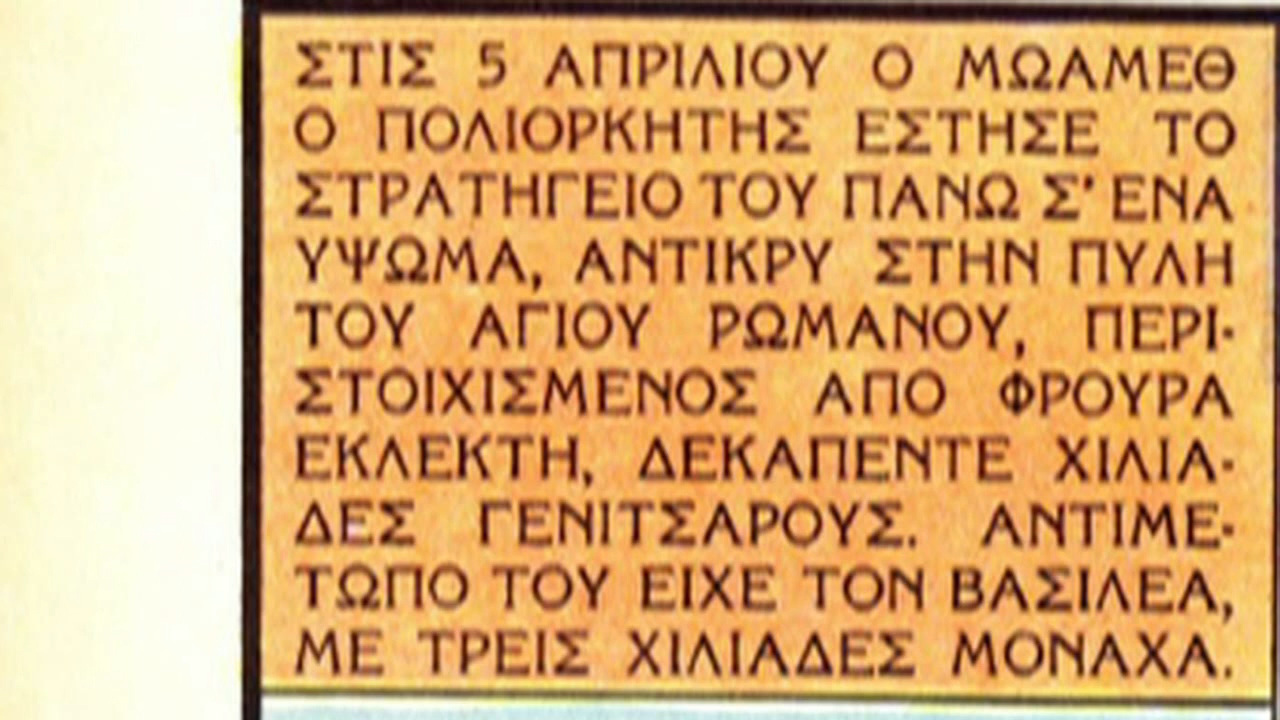 ΣΤΙΣ 5 ΑΠΡΙΛΙΟΥ Ο ΜΩΑΜΕΘ
Ο ΠΟΛΙΟΡΚΗΤΗΣ ΕΣΤΗΣΕ ΤΟ
ΣΤΡΑΤΗΓΕΙΟ ΤΟΥ ΠΑΝΩ Σ' ΕΝΑ
ΥΨΩΜΑ, ΑΝΤΙΚΡΥ ΣΤΗΝ ΠΥΛΗ
ΤΟΥ ΑΓΙΟΥ ΡΩΜΑΝΟΥ, ΠΕΡΙ-
ΣΤΟΙΧΙΣΜΕΝΟΣ ΑΠΟ ΦΡΟΥΡΑ
ΕΚΛΕΚΤΗ, ΔΕΚΑΠΕΝΤΕ ΧΙΛΙΑ-
ΔΕΣ ΓΕΝΙΤΣΑΡΟΥΣ. ΑΝΤΙΜΕ-
ΤΩΠΟ ΤΟΥ ΕΙΧΕ ΤΟΝ ΒΑΣΙΛΕΑ,
ΜΕ ΤΡΕΙΣ ΧΙΛΙΑΔΕΣ ΜΟΝΑΧΑ.